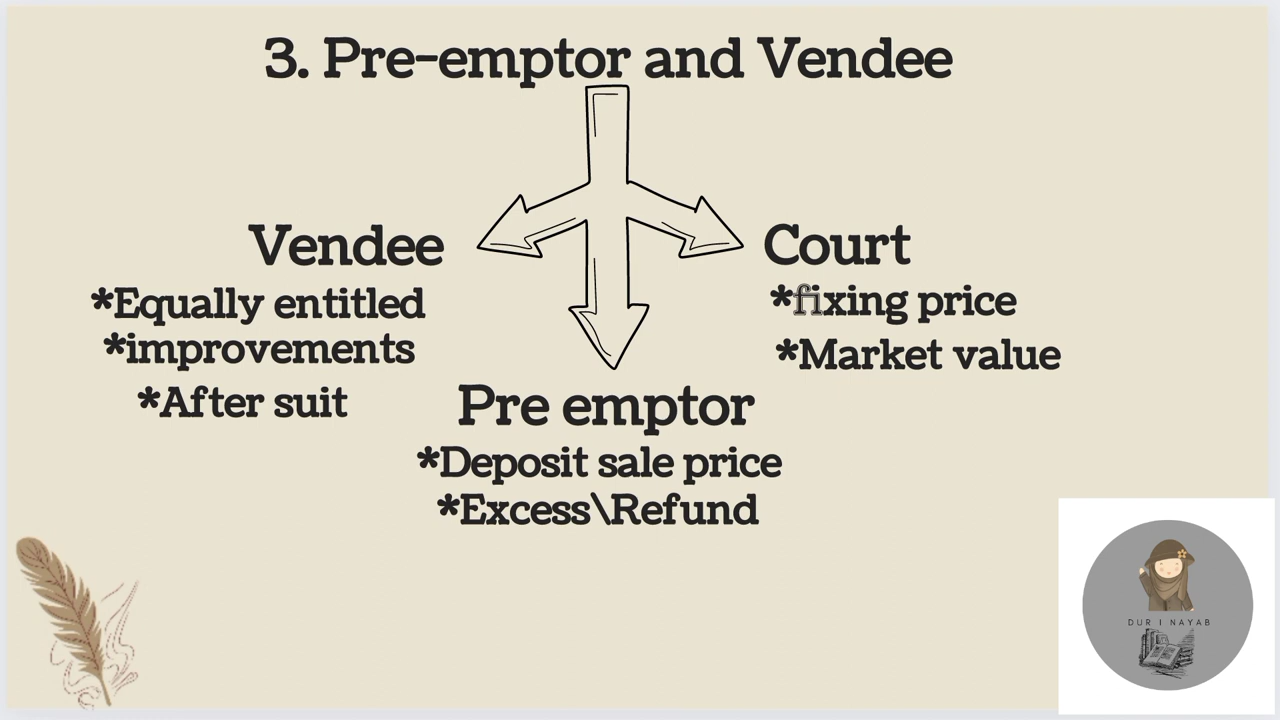 3. Pre-emptor and Vendee
Vendee
*Equally entitled
*improvements
*After suit
Court
*fixing price
*Market value
Pre emptor
*Deposit sale price
*Excess\Refund
DUR I NAYAB